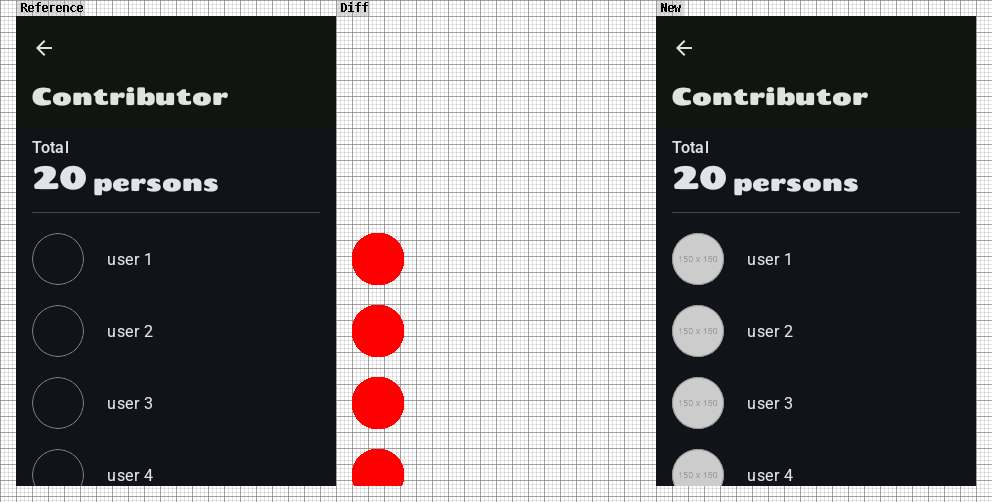 Reference
Diff
New
Contributor
Total
20 persons
user 1
user 2
user 3
user 4
Contributor
Total
20 persons
150 x 150
user 1
150 x 150
user 2
150 x 150
user 3
150 x 150
user 4